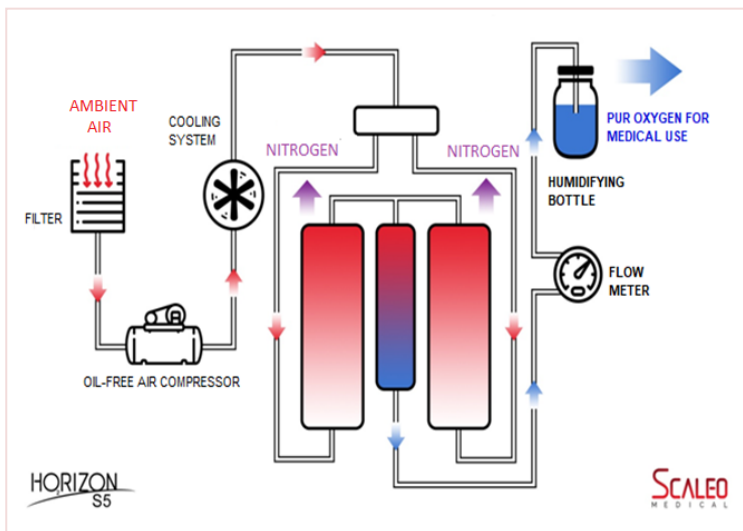 AMBIENT
AIR
COOLING
SYSTEM
NITROGEN
NITROGEN
PUR OXYGEN FOR
MEDICAL USE
HUMIDIFYING
BOTTLE
FILTER
FLOW
METER
OIL-FREE AIR COMPRESSOR
HORIZON
S5
SCALEO
MEDICAL